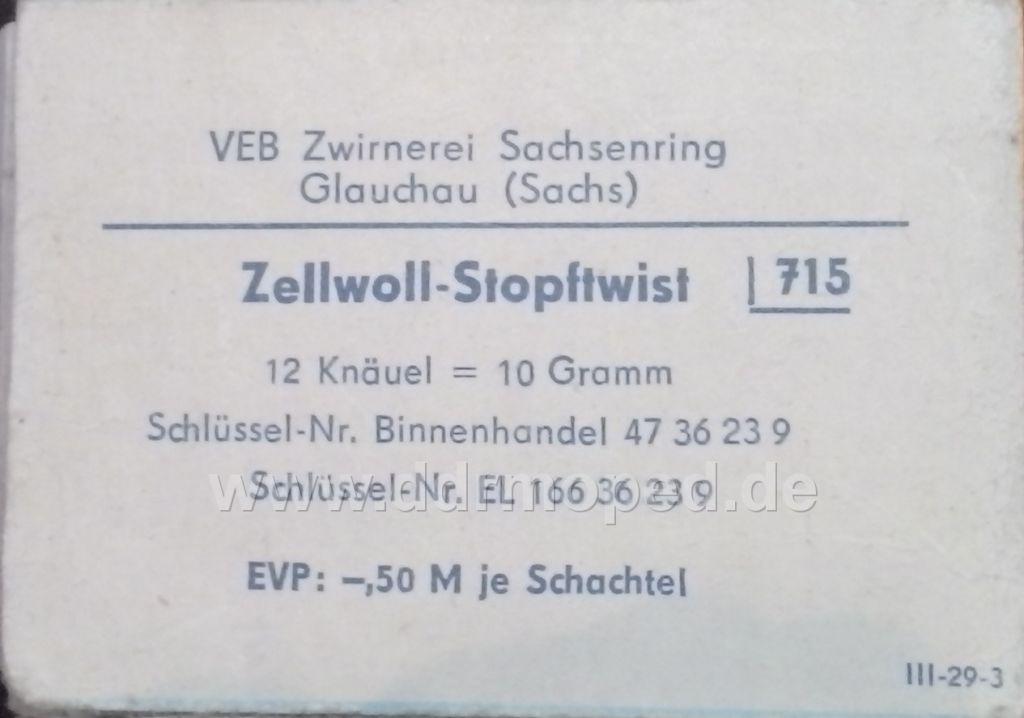 VEB Zwirnerei Sachsenring
Glauchau (Sachs)
Zellwoll-Stopftwist 715
12 Knäuel = 10 Gramm
Schlüssel-Nr. Binnenhandel 47 36 23 9
Schlüssel-Nr. EL 166 36 23 9
www.ddrmoped.de
EVP: –,50 M je Schachtel
III-29-3